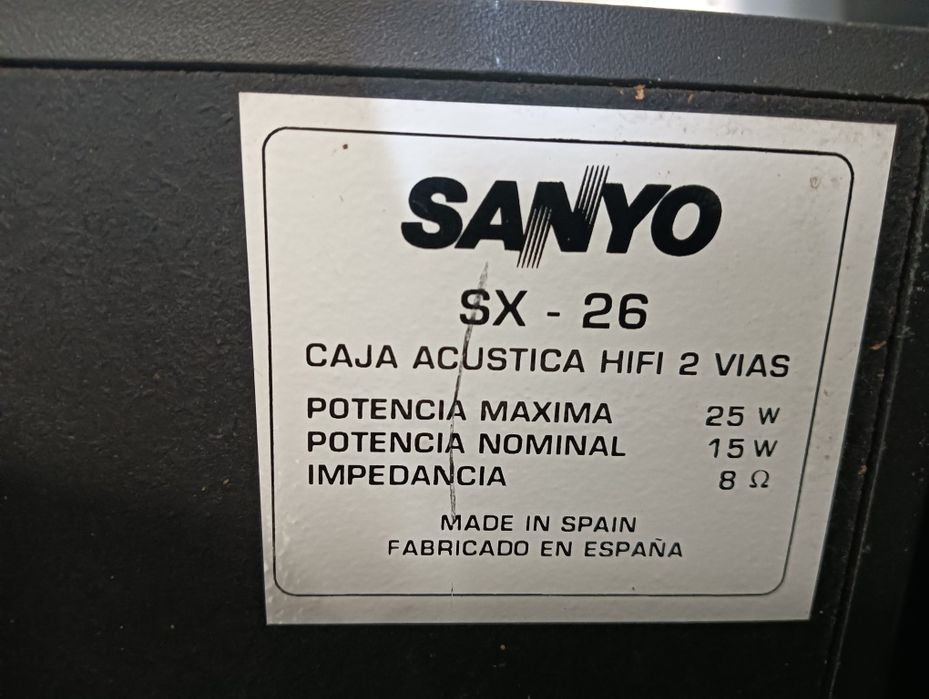 SANYO
SX - 26
CAJA ACUSTICA HIFI 2 VIAS
POTENCIA MAXIMA 25 W
POTENCIA NOMINAL 15 W
IMPEDANCIA 8 Ω
MADE IN SPAIN
FABRICADO EN ESPAÑA